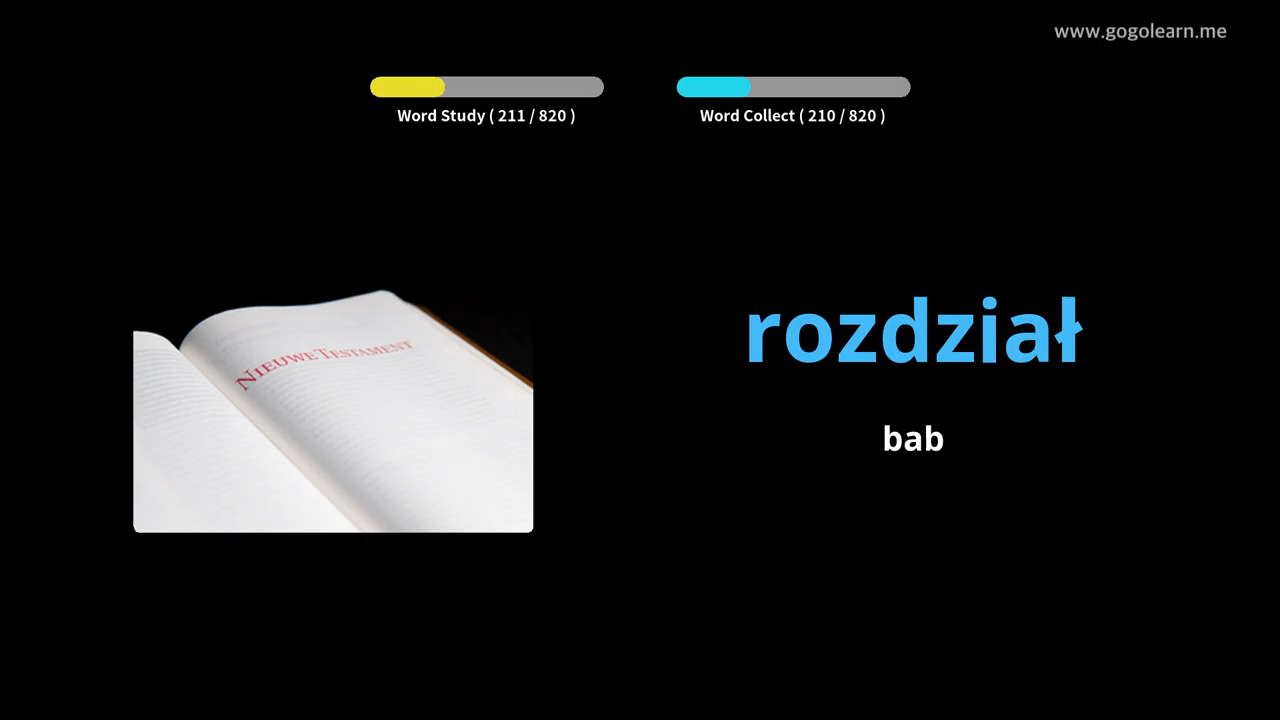 www.gogolearn.me
Word Study ( 211 / 820 )
Word Collect ( 210 / 820 )
NIEUWE TESTAMENT
rozdział
bab